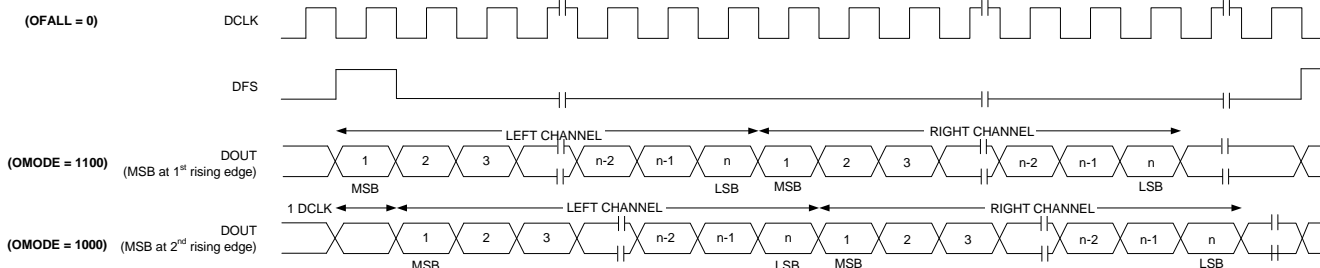 (OFALL = 0) DCLK
DFS
LEFT CHANNEL RIGHT CHANNEL
(OMODE = 1100) DOUT 1 2 3 n-2 n-1 n 1 2 3 n-2 n-1 n
(MSB at 1st rising edge)
MSB LSB MSB LSB
1 DCLK LEFT CHANNEL RIGHT CHANNEL
(OMODE = 1000) DOUT 1 2 3 n-2 n-1 n 1 2 3 n-2 n-1 n
(MSB at 2nd rising edge)
MSB LSB MSB LSB